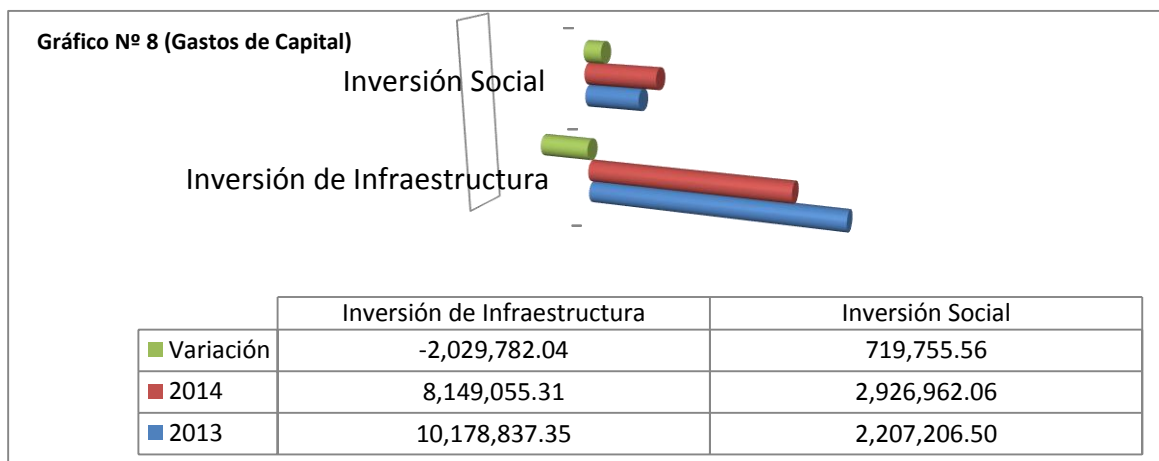 Gráfico Nº 8 (Gastos de Capital)
Inversión Social
Inversión de Infraestructura
Inversión de Infraestructura Inversión Social
Variación -2,029,782.04 719,755.56
2014 8,149,055.31 2,926,962.06
2013 10,178,837.35 2,207,206.50